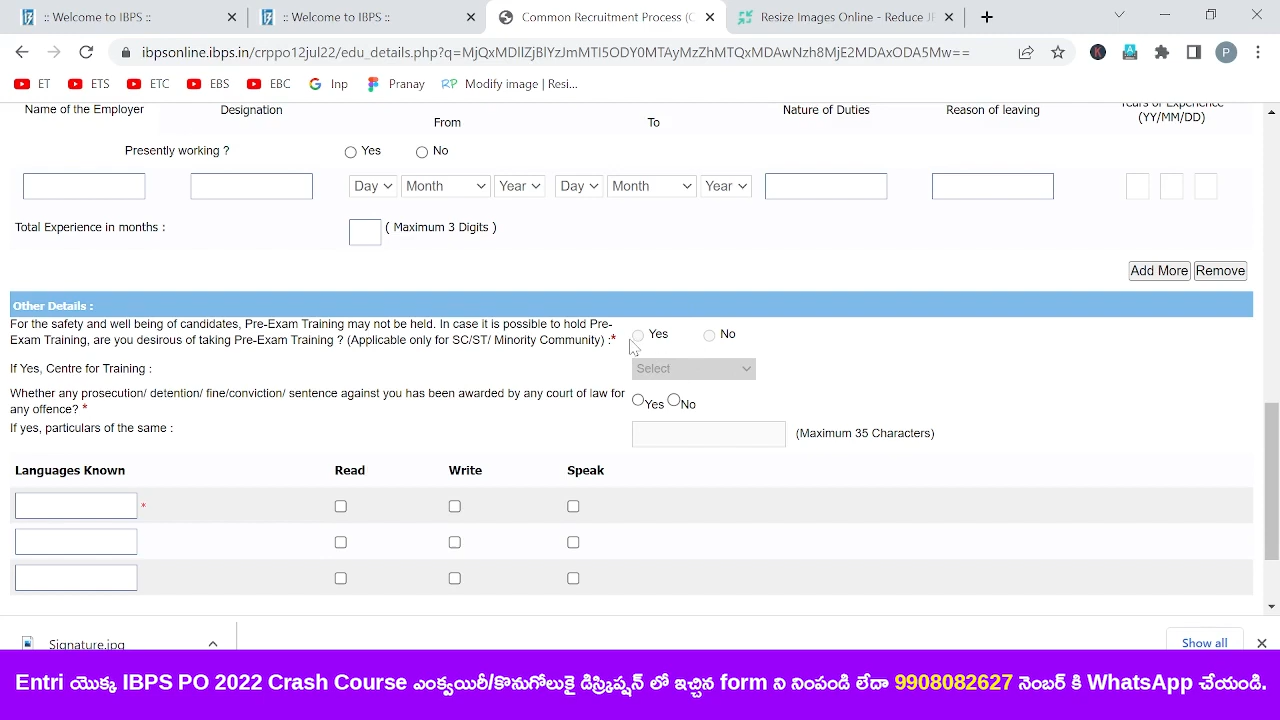 :: Welcome to IBPS :: :: Welcome to IBPS :: Common Recruitment Process (C Resize Images Online - Reduce JP
ibpsonline.ibps.in/crppo12jul22/edu_details.php?q=MjQxMDllZjBlYzJmMTI5ODY0MTAyMzZhMTQxMDAwNzh8MjE2MDAxODA5Mw==
ET ETS ETC EBS EBC Inp Pranay RP Modify image | Resi...
Name of the Employer Designation From To Nature of Duties Reason of leaving Years of Experience
(YY/MM/DD)
Presently working ? Yes No
Day Month Year Day Month Year
Total Experience in months : ( Maximum 3 Digits )
Add More Remove
Other Details :
For the safety and well being of candidates, Pre-Exam Training may not be held. In case it is possible to hold Pre-
Exam Training, are you desirous of taking Pre-Exam Training ? (Applicable only for SC/ST/ Minority Community) :* Yes No
If Yes, Centre for Training : Select
Whether any prosecution/ detention/ fine/conviction/ sentence against you has been awarded by any court of law for
any offence? * Yes No
If yes, particulars of the same : (Maximum 35 Characters)
Languages Known Read Write Speak
*
Signature.jpg Show all
Entri యొక్క IBPS PO 2022 Crash Course ఎంక్వయిరీ/కొనుగోలుకై డిస్క్రిప్షన్ లో ఇచ్చిన form ని నింపండి లేదా 9908082627 నెంబర్ కి WhatsApp చేయండి.